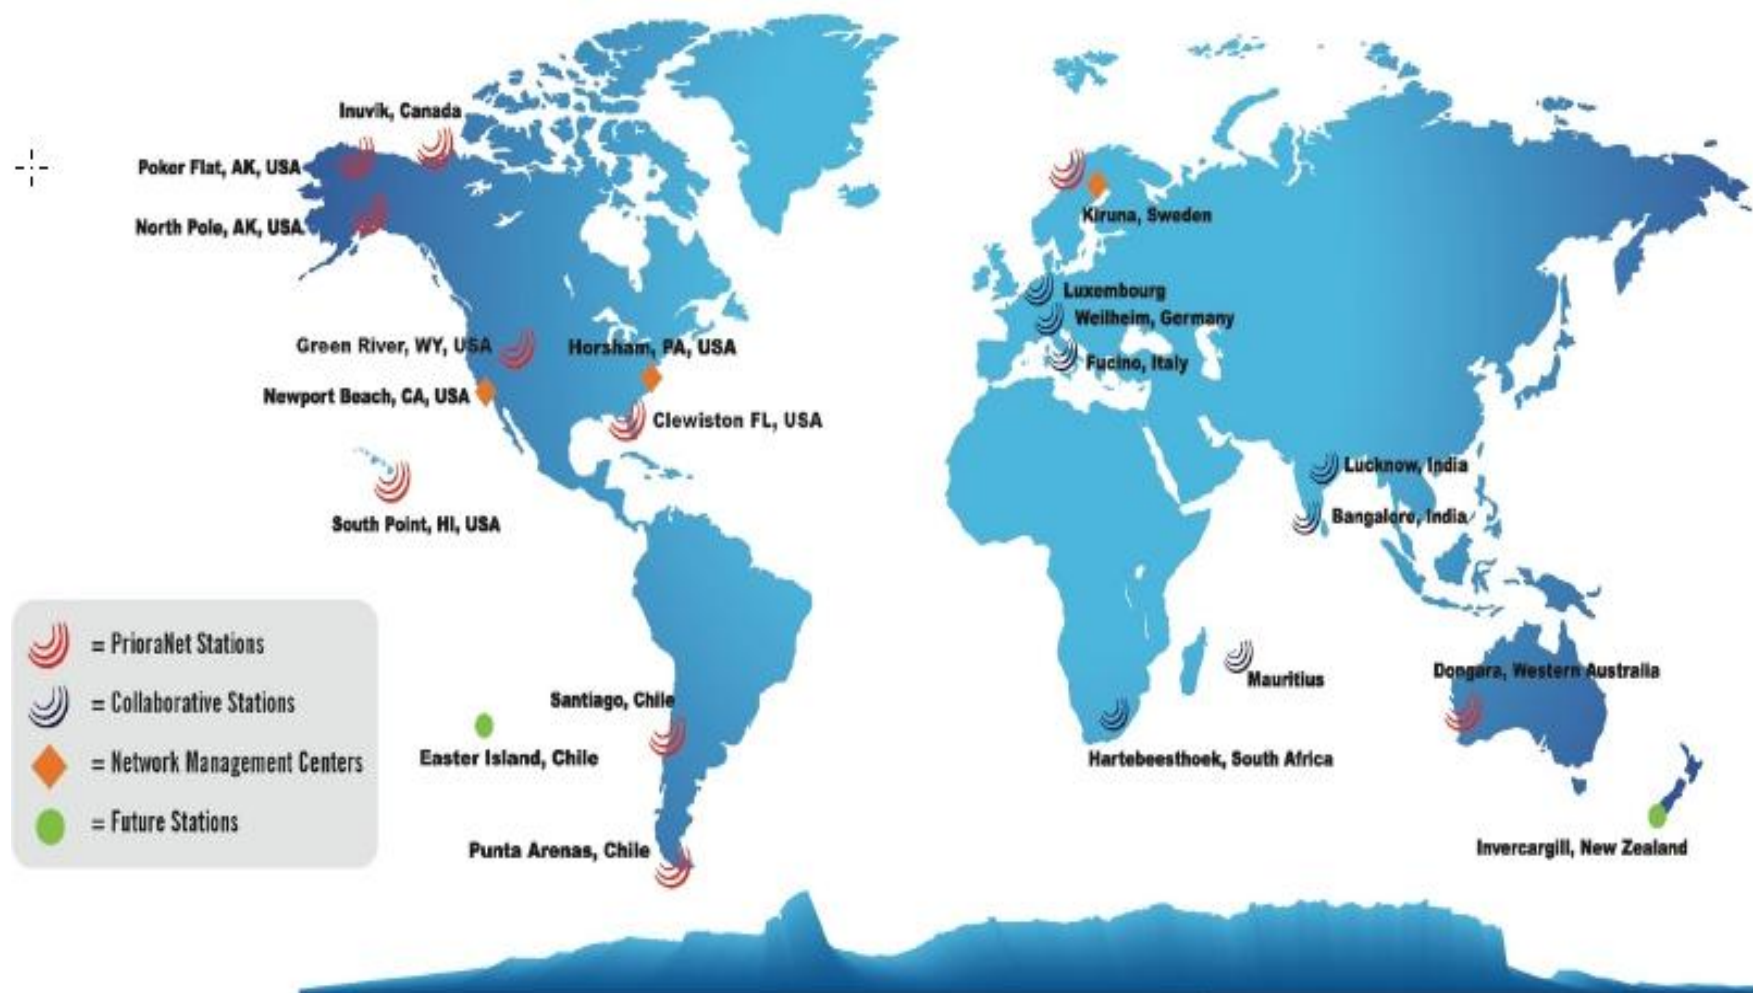 Inuvik, Canada
Poker Flat, AK, USA
North Pole, AK, USA
Kiruna, Sweden
Luxembourg
Weilheim, Germany
Green River, WY, USA
Horsham, PA, USA
Fucino, Italy
Newport Beach, CA, USA
Clewiston FL, USA
Lucknow, India
South Point, HI, USA
Bangalore, India
= PrioraNet Stations
= Collaborative Stations
= Network Management Centers
= Future Stations
Santiago, Chile
Mauritius
Dongara, Western Australia
Easter Island, Chile
Hartebeesthoek, South Africa
Punta Arenas, Chile
Invercargill, New Zealand